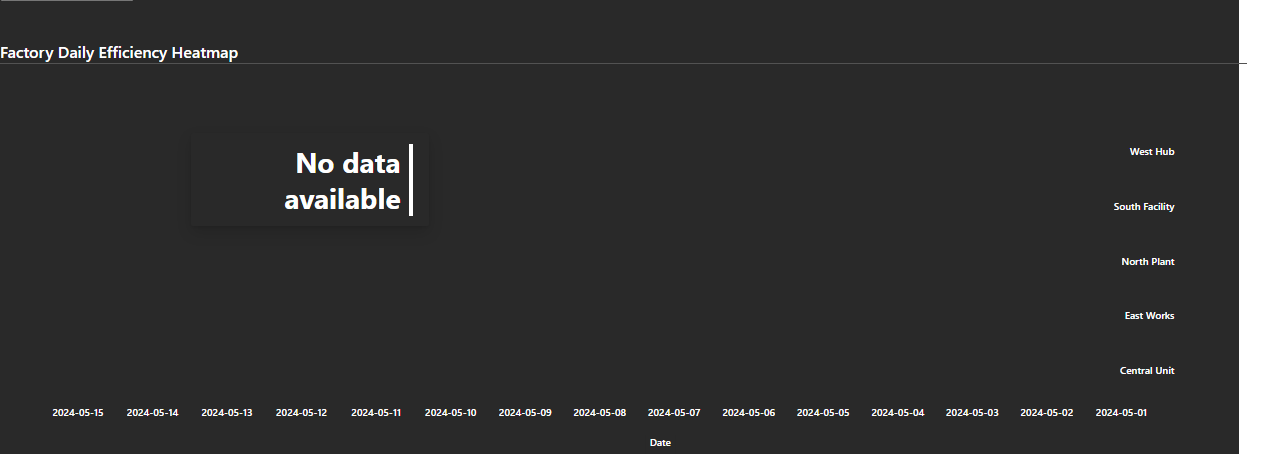 Factory Daily Efficiency Heatmap
No data
available
West Hub
South Facility
North Plant
East Works
Central Unit
2024-05-15 2024-05-14 2024-05-13 2024-05-12 2024-05-11 2024-05-10 2024-05-09 2024-05-08 2024-05-07 2024-05-06 2024-05-05 2024-05-04 2024-05-03 2024-05-02 2024-05-01
Date